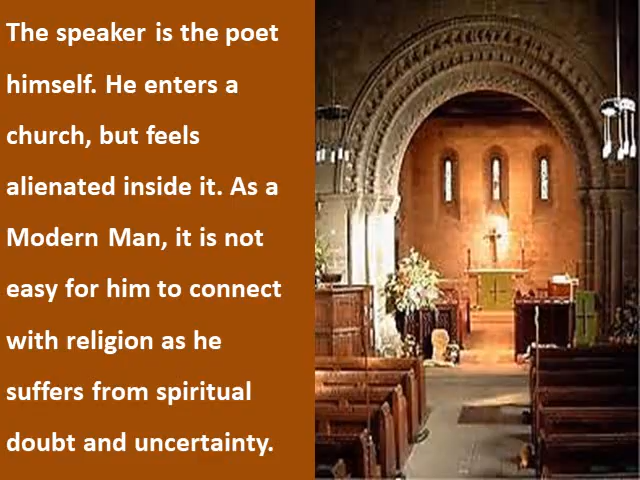 The speaker is the poet
himself. He enters a
church, but feels
alienated inside it. As a
Modern Man, it is not
easy for him to connect
with religion as he
suffers from spiritual
doubt and uncertainty.